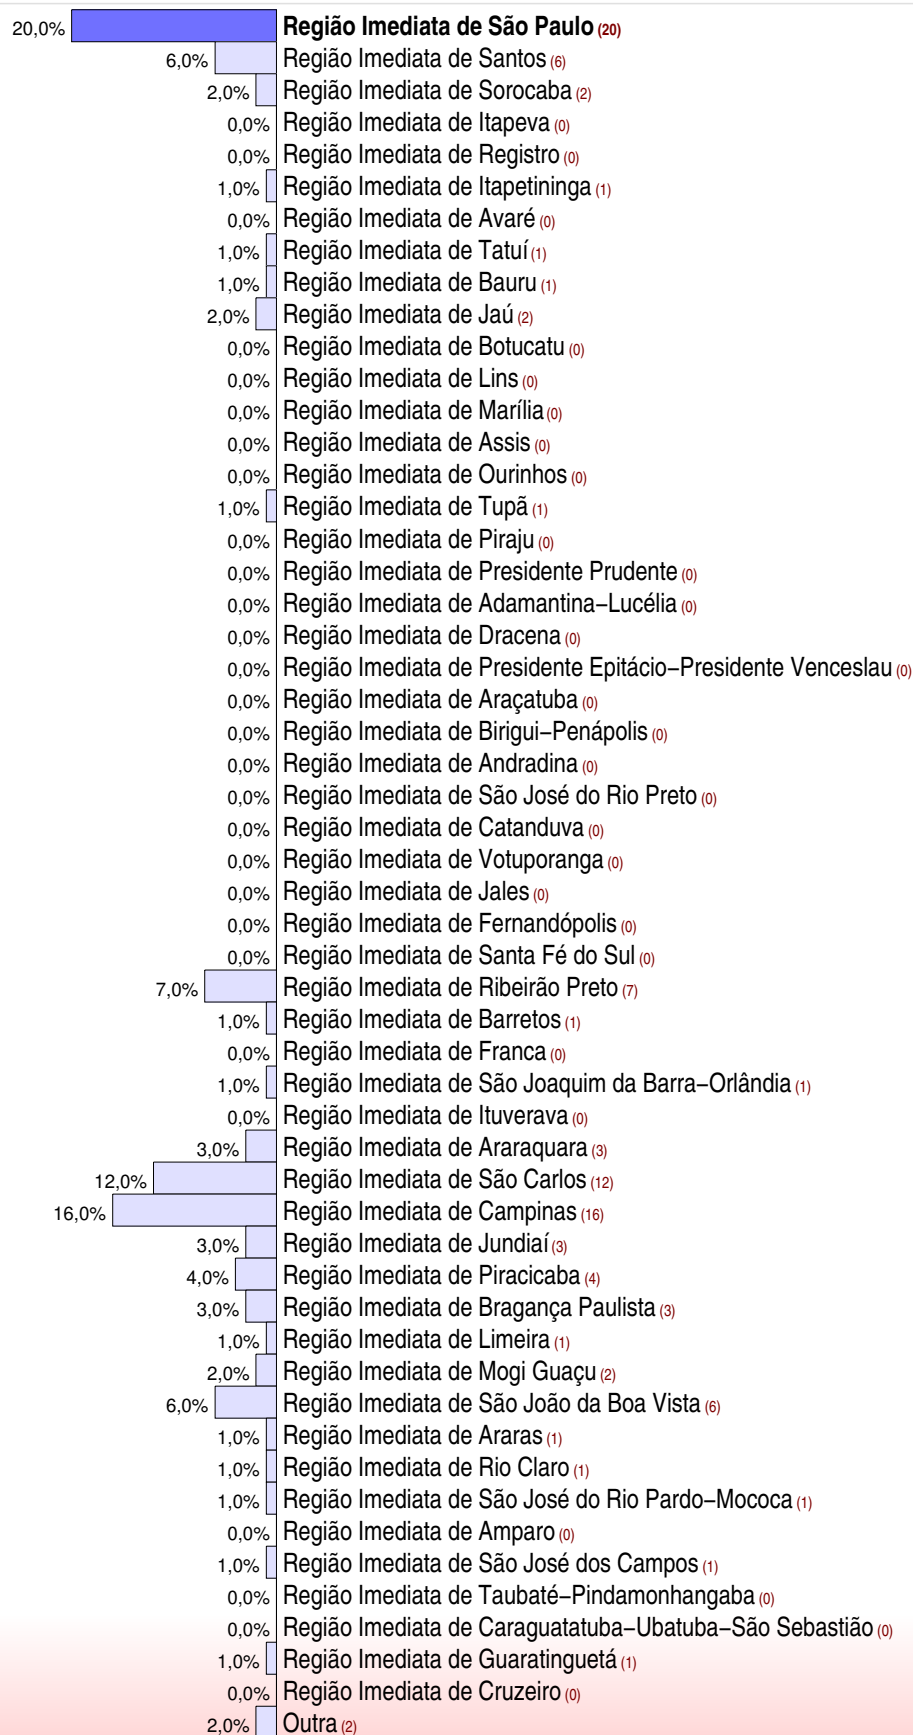 20,0% Região Imediata de São Paulo (20)
6,0% Região Imediata de Santos (6)
2,0% Região Imediata de Sorocaba (2)
0,0% Região Imediata de Itapeva (0)
0,0% Região Imediata de Registro (0)
1,0% Região Imediata de Itapetininga (1)
0,0% Região Imediata de Avaré (0)
1,0% Região Imediata de Tatuí (1)
1,0% Região Imediata de Bauru (1)
2,0% Região Imediata de Jaú (2)
0,0% Região Imediata de Botucatu (0)
0,0% Região Imediata de Lins (0)
0,0% Região Imediata de Marília (0)
0,0% Região Imediata de Assis (0)
0,0% Região Imediata de Ourinhos (0)
1,0% Região Imediata de Tupã (1)
0,0% Região Imediata de Piraju (0)
0,0% Região Imediata de Presidente Prudente (0)
0,0% Região Imediata de Adamantina–Lucélia (0)
0,0% Região Imediata de Dracena (0)
0,0% Região Imediata de Presidente Epitácio–Presidente Venceslau (0)
0,0% Região Imediata de Araçatuba (0)
0,0% Região Imediata de Birigui–Penápolis (0)
0,0% Região Imediata de Andradina (0)
0,0% Região Imediata de São José do Rio Preto (0)
0,0% Região Imediata de Catanduva (0)
0,0% Região Imediata de Votuporanga (0)
0,0% Região Imediata de Jales (0)
0,0% Região Imediata de Fernandópolis (0)
0,0% Região Imediata de Santa Fé do Sul (0)
7,0% Região Imediata de Ribeirão Preto (7)
1,0% Região Imediata de Barretos (1)
0,0% Região Imediata de Franca (0)
1,0% Região Imediata de São Joaquim da Barra–Orlândia (1)
0,0% Região Imediata de Ituverava (0)
3,0% Região Imediata de Araraquara (3)
12,0% Região Imediata de São Carlos (12)
16,0% Região Imediata de Campinas (16)
3,0% Região Imediata de Jundiaí (3)
4,0% Região Imediata de Piracicaba (4)
3,0% Região Imediata de Bragança Paulista (3)
1,0% Região Imediata de Limeira (1)
2,0% Região Imediata de Mogi Guaçu (2)
6,0% Região Imediata de São João da Boa Vista (6)
1,0% Região Imediata de Araras (1)
1,0% Região Imediata de Rio Claro (1)
1,0% Região Imediata de São José do Rio Pardo–Mococa (1)
0,0% Região Imediata de Amparo (0)
1,0% Região Imediata de São José dos Campos (1)
0,0% Região Imediata de Taubaté–Pindamonhangaba (0)
0,0% Região Imediata de Caraguatatuba–Ubatuba–São Sebastião (0)
1,0% Região Imediata de Guaratinguetá (1)
0,0% Região Imediata de Cruzeiro (0)
2,0% Outra (2)